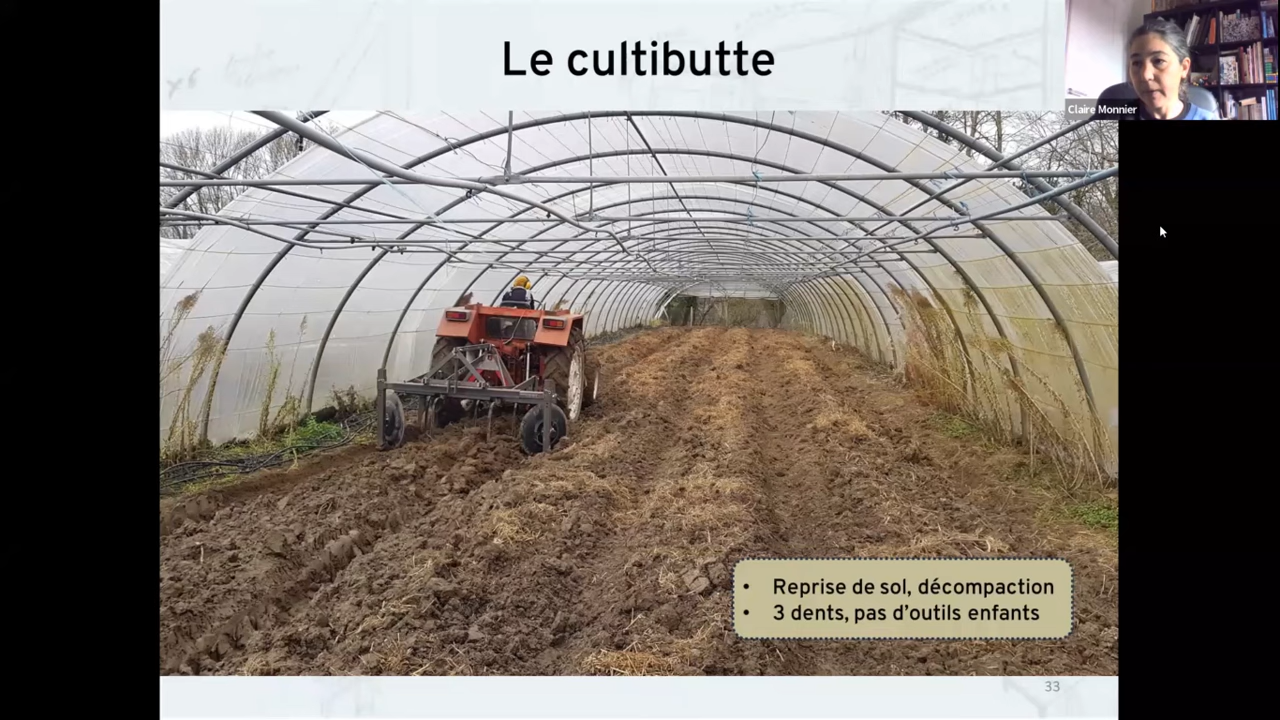 Le cultibutte
Claire Monnier
• Reprise de sol, décompaction
• 3 dents, pas d'outils enfants
33